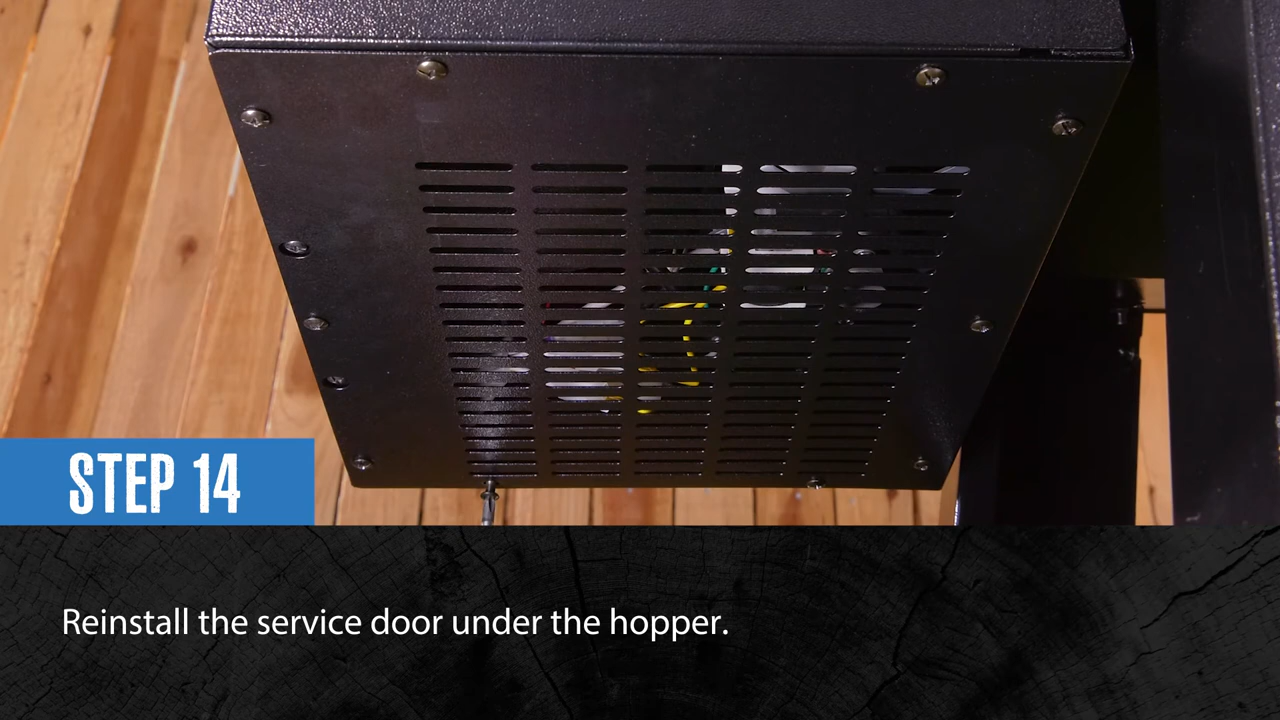 STEP 14
Reinstall the service door under the hopper.